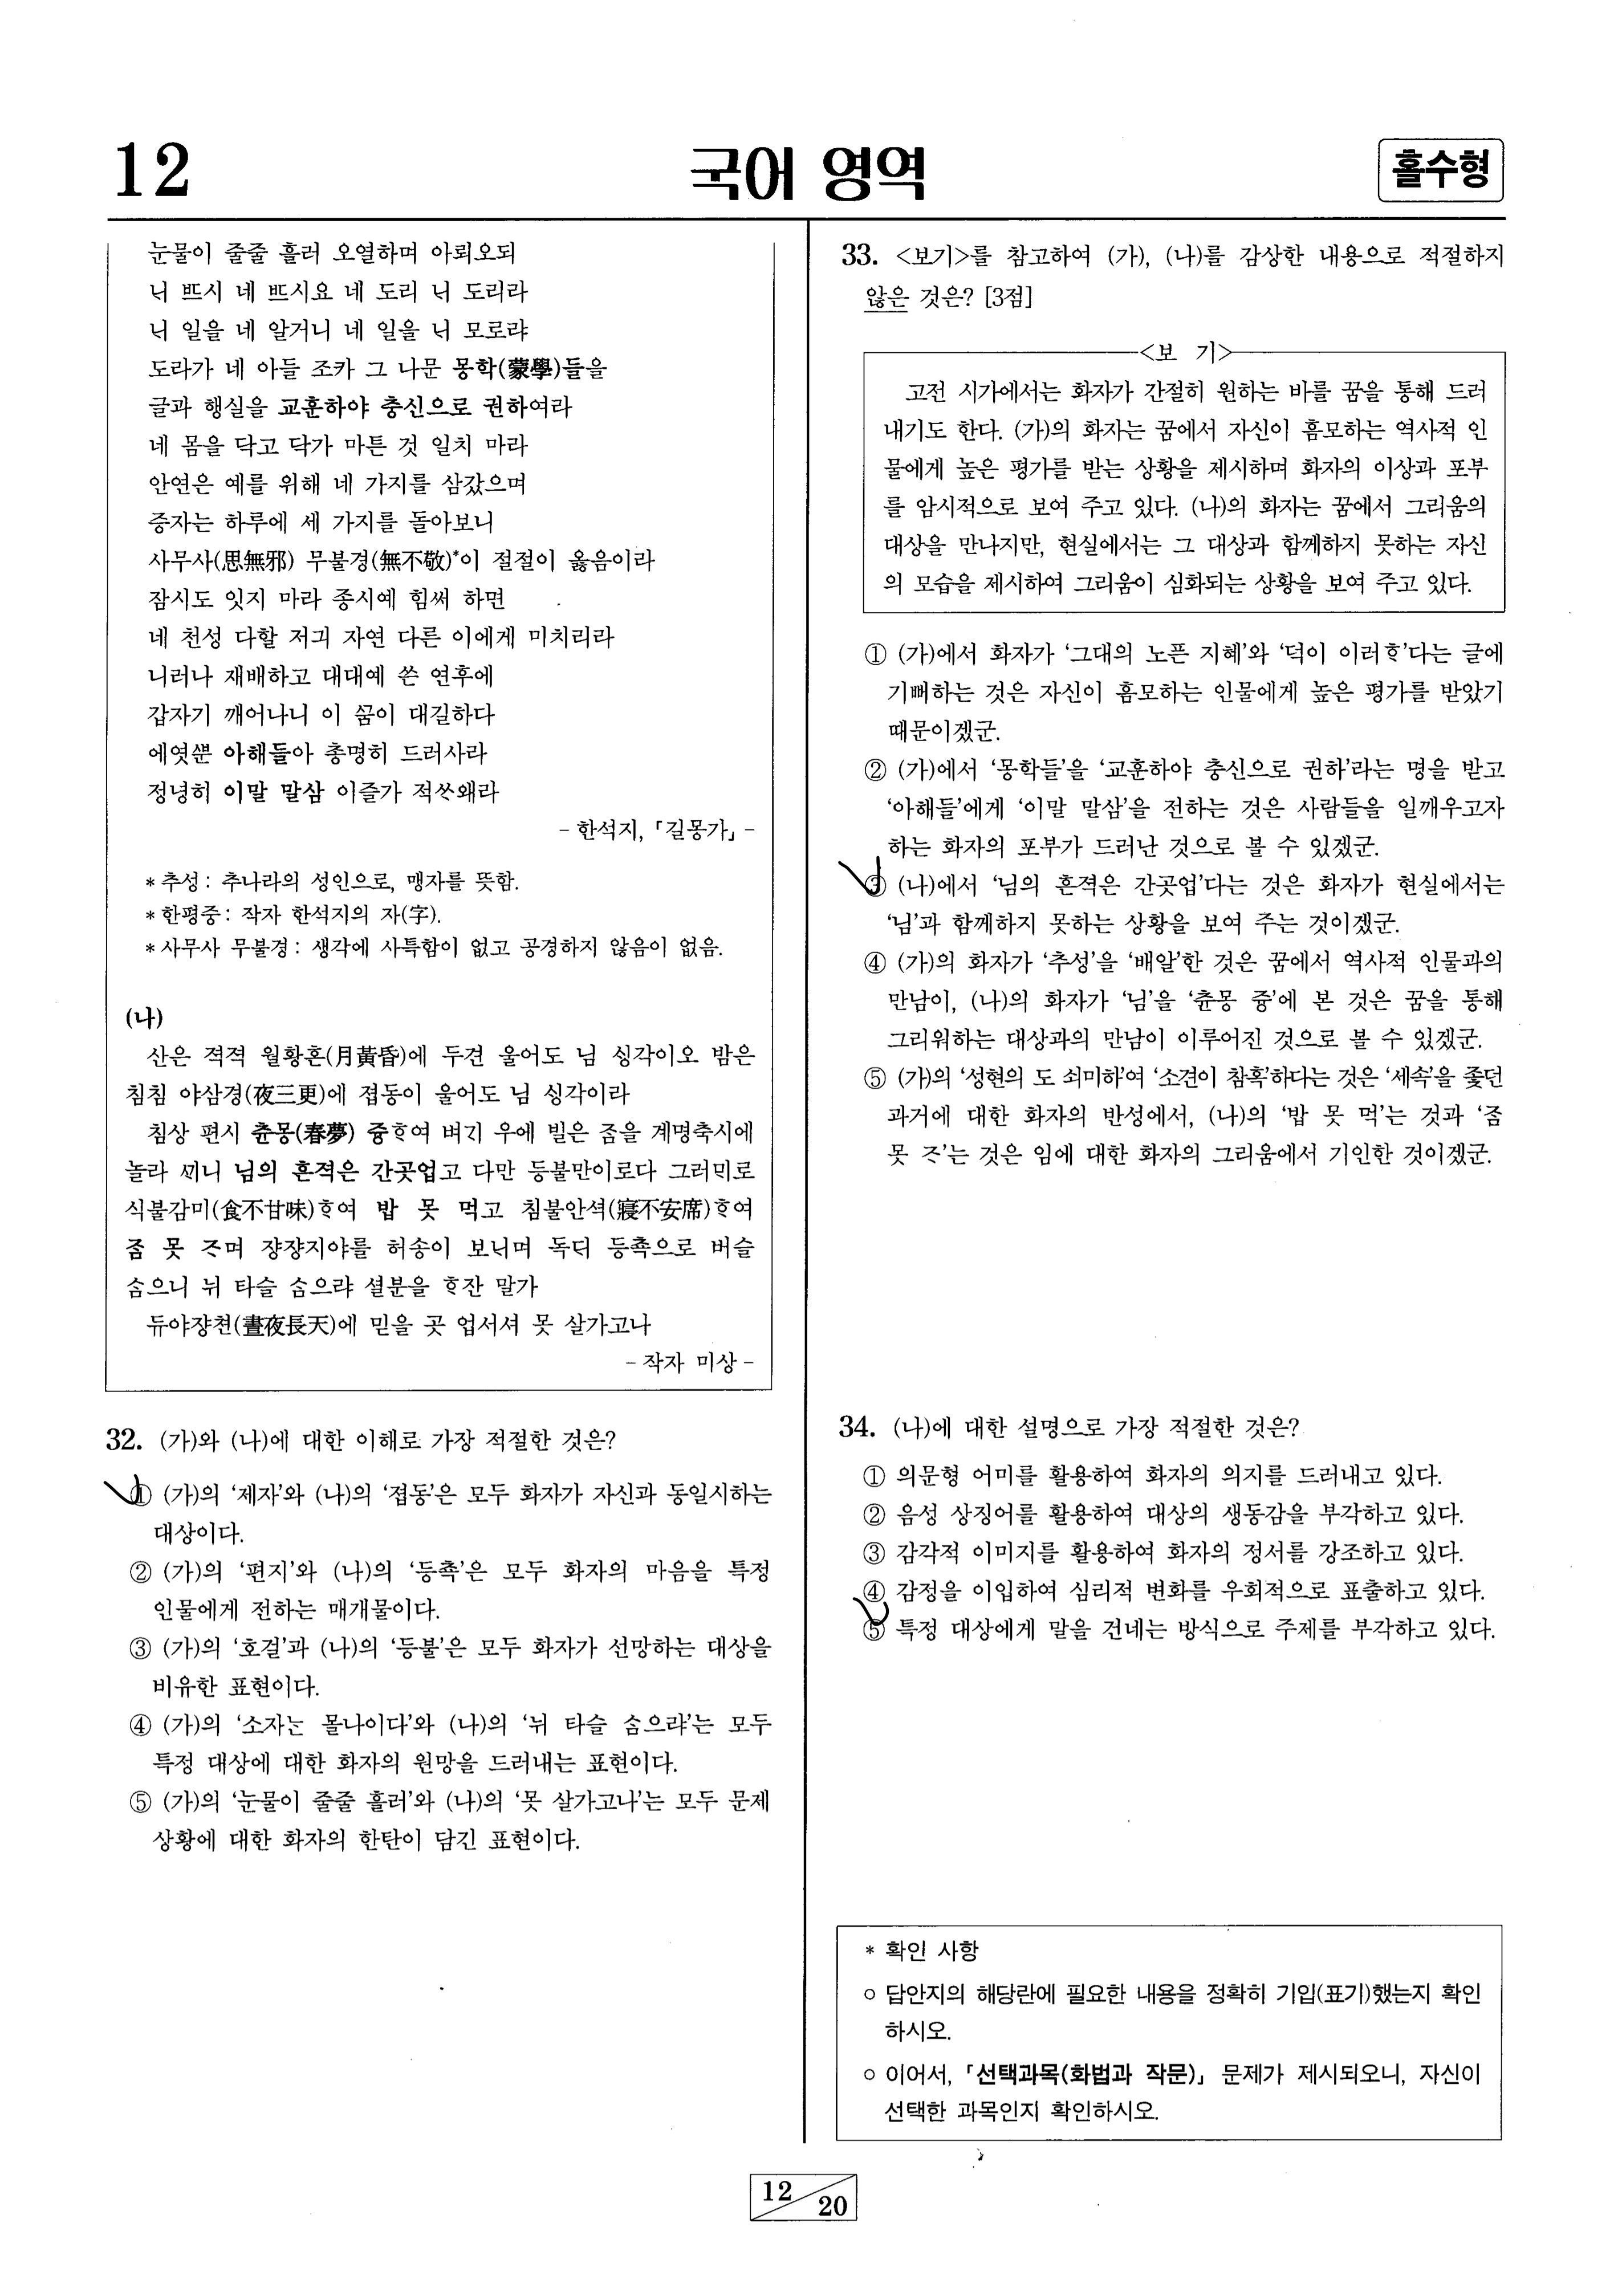 12
국어 영역
홀수형
눈물이 줄줄 흘러 오열하며 아뢰오되
닉 ᄠᅳ시 네 ᄠᅳ시요 네 도리 닉 도리라
닉 일을 네 알거니 네 일을 닉 모로랴
도라가 네 아들 조카 그 나문 몽학(蒙學)들을
글과 행실을 교훈하야 충신으로 권하여라
네 몸을 닥고 닥가 마튼 것 일치 마라
안연은 예를 위해 네 가지를 삼갔으며
증자는 하루에 세 가지를 돌아보니
사무사(思無邪) 무불경(無不敬)*이 절절이 옳음이라
잠시도 잇지 마라 종시예 힘써 하면
네 천성 다할 저긔 자연 다른 이에게 미치리라
니러나 재배하고 대대예 쓴 연후에
갑자기 깨어나니 이 ᄭᅮᆷ이 대길하다
에엿ᄲᅮᆫ 아해들아 총명히 드러사라
정녕히 이말 말삼 이즐가 적ᄊᆞ왜라
- 한석지, 「길몽가」 -
* 추성 : 추나라의 성인으로, 맹자를 뜻함.
* 한평중 : 작자 한석지의 자(字).
* 사무사 무불경 : 생각에 사특함이 없고 공경하지 않음이 없음.
(나)
산은 젹젹 월황혼(月黃昏)에 두견 울어도 님 ᄉᆡᆼ각이오 밤은
침침 야삼경(夜三更)에 졉동이 울어도 님 ᄉᆡᆼ각이라
침상 편시 츈몽(春夢) 즁ᄒᆞ여 벼ᄀᆡ 우에 빌은 ᄌᆞᆷ을 계명축시에
놀라 ᄭᆡ니 님의 흔젹은 간곳업고 다만 등불만이로다 그러ᄆᆡ로
식불감미(食不甘味)ᄒᆞ여 밥 못 먹고 침불안셕(寢不安席)ᄒᆞ여
ᄌᆞᆷ 못 ᄌᆞ며 쟝쟝지야를 허송이 보ᄂᆡ며 독ᄃᆡ 등쵹으로 버슬
ᄉᆞᆷ으니 뉘 타슬 ᄉᆞᆷ으랴 셜분을 ᄒᆞ쟌 말가
듀야쟝쳔(晝夜長天)에 믿을 곳 업서셔 못 살가고나
- 작자 미상 -
32. (가)와 (나)에 대한 이해로 가장 적절한 것은?
① (가)의 ‘제자’와 (나)의 ‘졉동’은 모두 화자가 자신과 동일시하는
대상이다.
② (가)의 ‘편지’와 (나)의 ‘등쵹’은 모두 화자의 마음을 특정
인물에게 전하는 매개물이다.
③ (가)의 ‘호걸’과 (나)의 ‘등불’은 모두 화자가 선망하는 대상을
비유한 표현이다.
④ (가)의 ‘소자ᄂᆞᆫ 몰나이다’와 (나)의 ‘뉘 타슬 ᄉᆞᆷ으랴’는 모두
특정 대상에 대한 화자의 원망을 드러내는 표현이다.
⑤ (가)의 ‘눈물이 줄줄 흘러’와 (나)의 ‘못 살가고나’는 모두 문제
상황에 대한 화자의 한탄이 담긴 표현이다.
33. <보기>를 참고하여 (가), (나)를 감상한 내용으로 적절하지
않은 것은? [3점]
<보 기>
고전 시가에서는 화자가 간절히 원하는 바를 꿈을 통해 드러
내기도 한다. (가)의 화자는 꿈에서 자신이 흠모하는 역사적 인
물에게 높은 평가를 받는 상황을 제시하며 화자의 이상과 포부
를 암시적으로 보여 주고 있다. (나)의 화자는 꿈에서 그리움의
대상을 만나지만, 현실에서는 그 대상과 함께하지 못하는 자신
의 모습을 제시하여 그리움이 심화되는 상황을 보여 주고 있다.
① (가)에서 화자가 ‘그대의 노픈 지혜’와 ‘덕이 이러ᄒᆞ’다는 글에
기뻐하는 것은 자신이 흠모하는 인물에게 높은 평가를 받았기
때문이겠군.
② (가)에서 ‘몽학들’을 ‘교훈하야 충신으로 권하’라는 명을 받고
‘아해들’에게 ‘이말 말삼’을 전하는 것은 사람들을 일깨우고자
하는 화자의 포부가 드러난 것으로 볼 수 있겠군.
③ (나)에서 ‘님의 흔젹은 간곳업’다는 것은 화자가 현실에서는
‘님’과 함께하지 못하는 상황을 보여 주는 것이겠군.
④ (가)의 화자가 ‘추성’을 ‘배알’한 것은 꿈에서 역사적 인물과의
만남이, (나)의 화자가 ‘님’을 ‘츈몽 즁’에 본 것은 꿈을 통해
그리워하는 대상과의 만남이 이루어진 것으로 볼 수 있겠군.
⑤ (가)의 ‘성현의 도 쇠미하’여 ‘소견이 참혹’하다는 것은 ‘세속’을 좇던
과거에 대한 화자의 반성에서, (나)의 ‘밥 못 먹’는 것과 ‘ᄌᆞᆷ
못 ᄌᆞ’는 것은 임에 대한 화자의 그리움에서 기인한 것이겠군.
34. (나)에 대한 설명으로 가장 적절한 것은?
① 의문형 어미를 활용하여 화자의 의지를 드러내고 있다.
② 음성 상징어를 활용하여 대상의 생동감을 부각하고 있다.
③ 감각적 이미지를 활용하여 화자의 정서를 강조하고 있다.
④ 감정을 이입하여 심리적 변화를 우회적으로 표출하고 있다.
⑤ 특정 대상에게 말을 건네는 방식으로 주제를 부각하고 있다.
* 확인 사항
○ 답안지의 해당란에 필요한 내용을 정확히 기입(표기)했는지 확인
하시오.
○ 이어서, 「선택과목(화법과 작문)」 문제가 제시되오니, 자신이
선택한 과목인지 확인하시오.
12
20